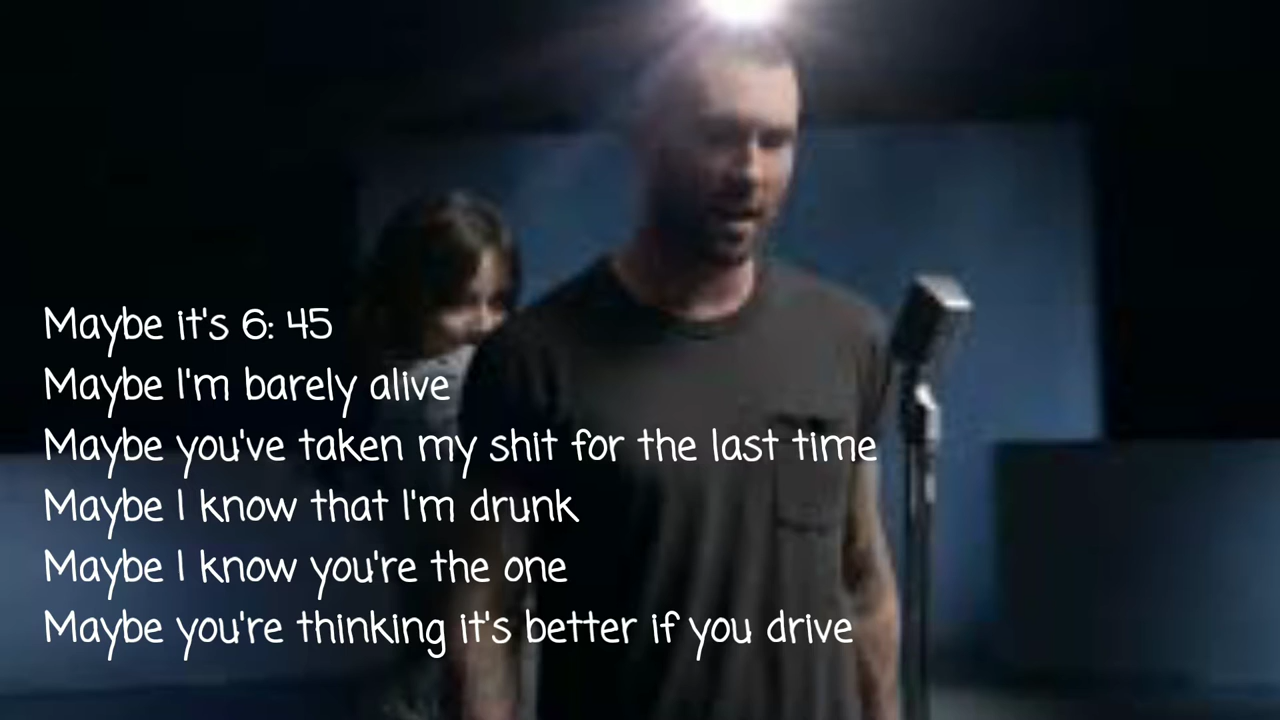 Maybe it's 6: 45
Maybe I'm barely alive
Maybe you've taken my shit for the last time
Maybe I know that I'm drunk
Maybe I know you're the one
Maybe you're thinking it's better if you drive